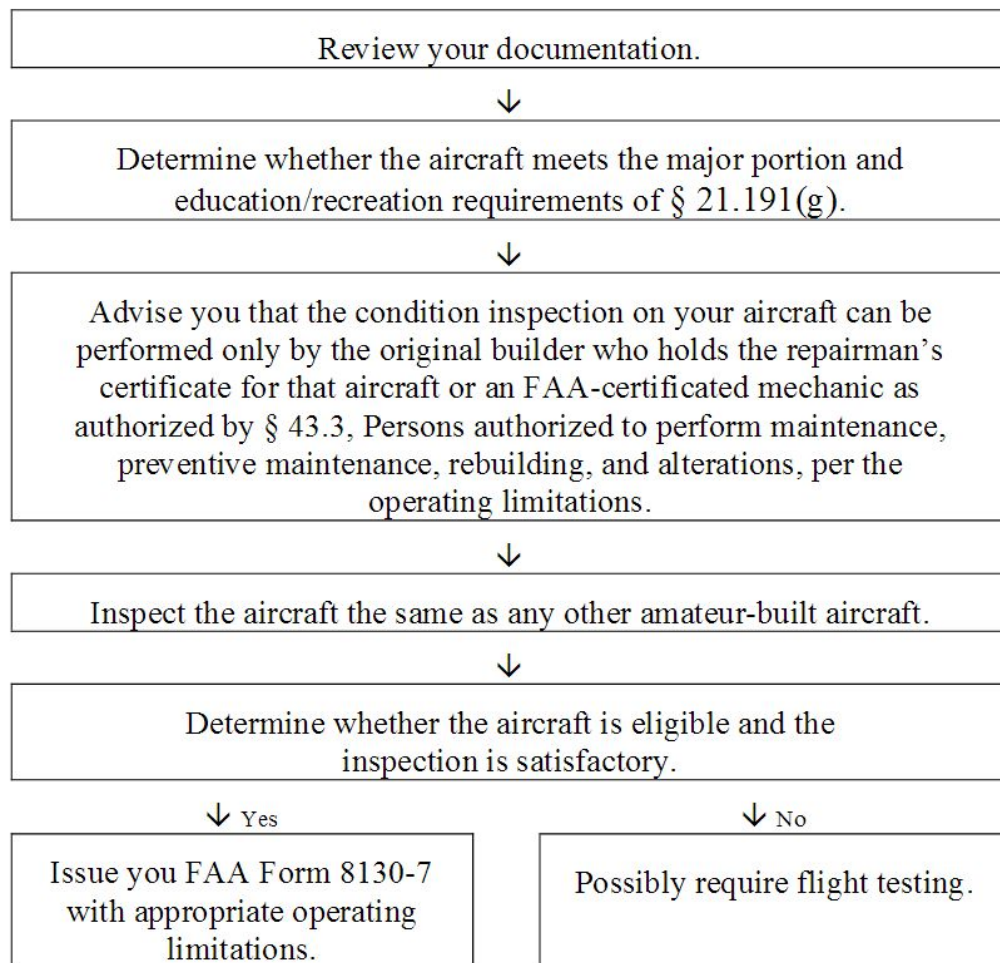 Review your documentation.
↓
Determine whether the aircraft meets the major portion and
education/recreation requirements of § 21.191(g).
↓
Advise you that the condition inspection on your aircraft can be
performed only by the original builder who holds the repairman’s
certificate for that aircraft or an FAA-certificated mechanic as
authorized by § 43.3, Persons authorized to perform maintenance,
preventive maintenance, rebuilding, and alterations, per the
operating limitations.
↓
Inspect the aircraft the same as any other amateur-built aircraft.
↓
Determine whether the aircraft is eligible and the
inspection is satisfactory.
↓ Yes
Issue you FAA Form 8130-7
with appropriate operating
limitations.
↓ No
Possibly require flight testing.